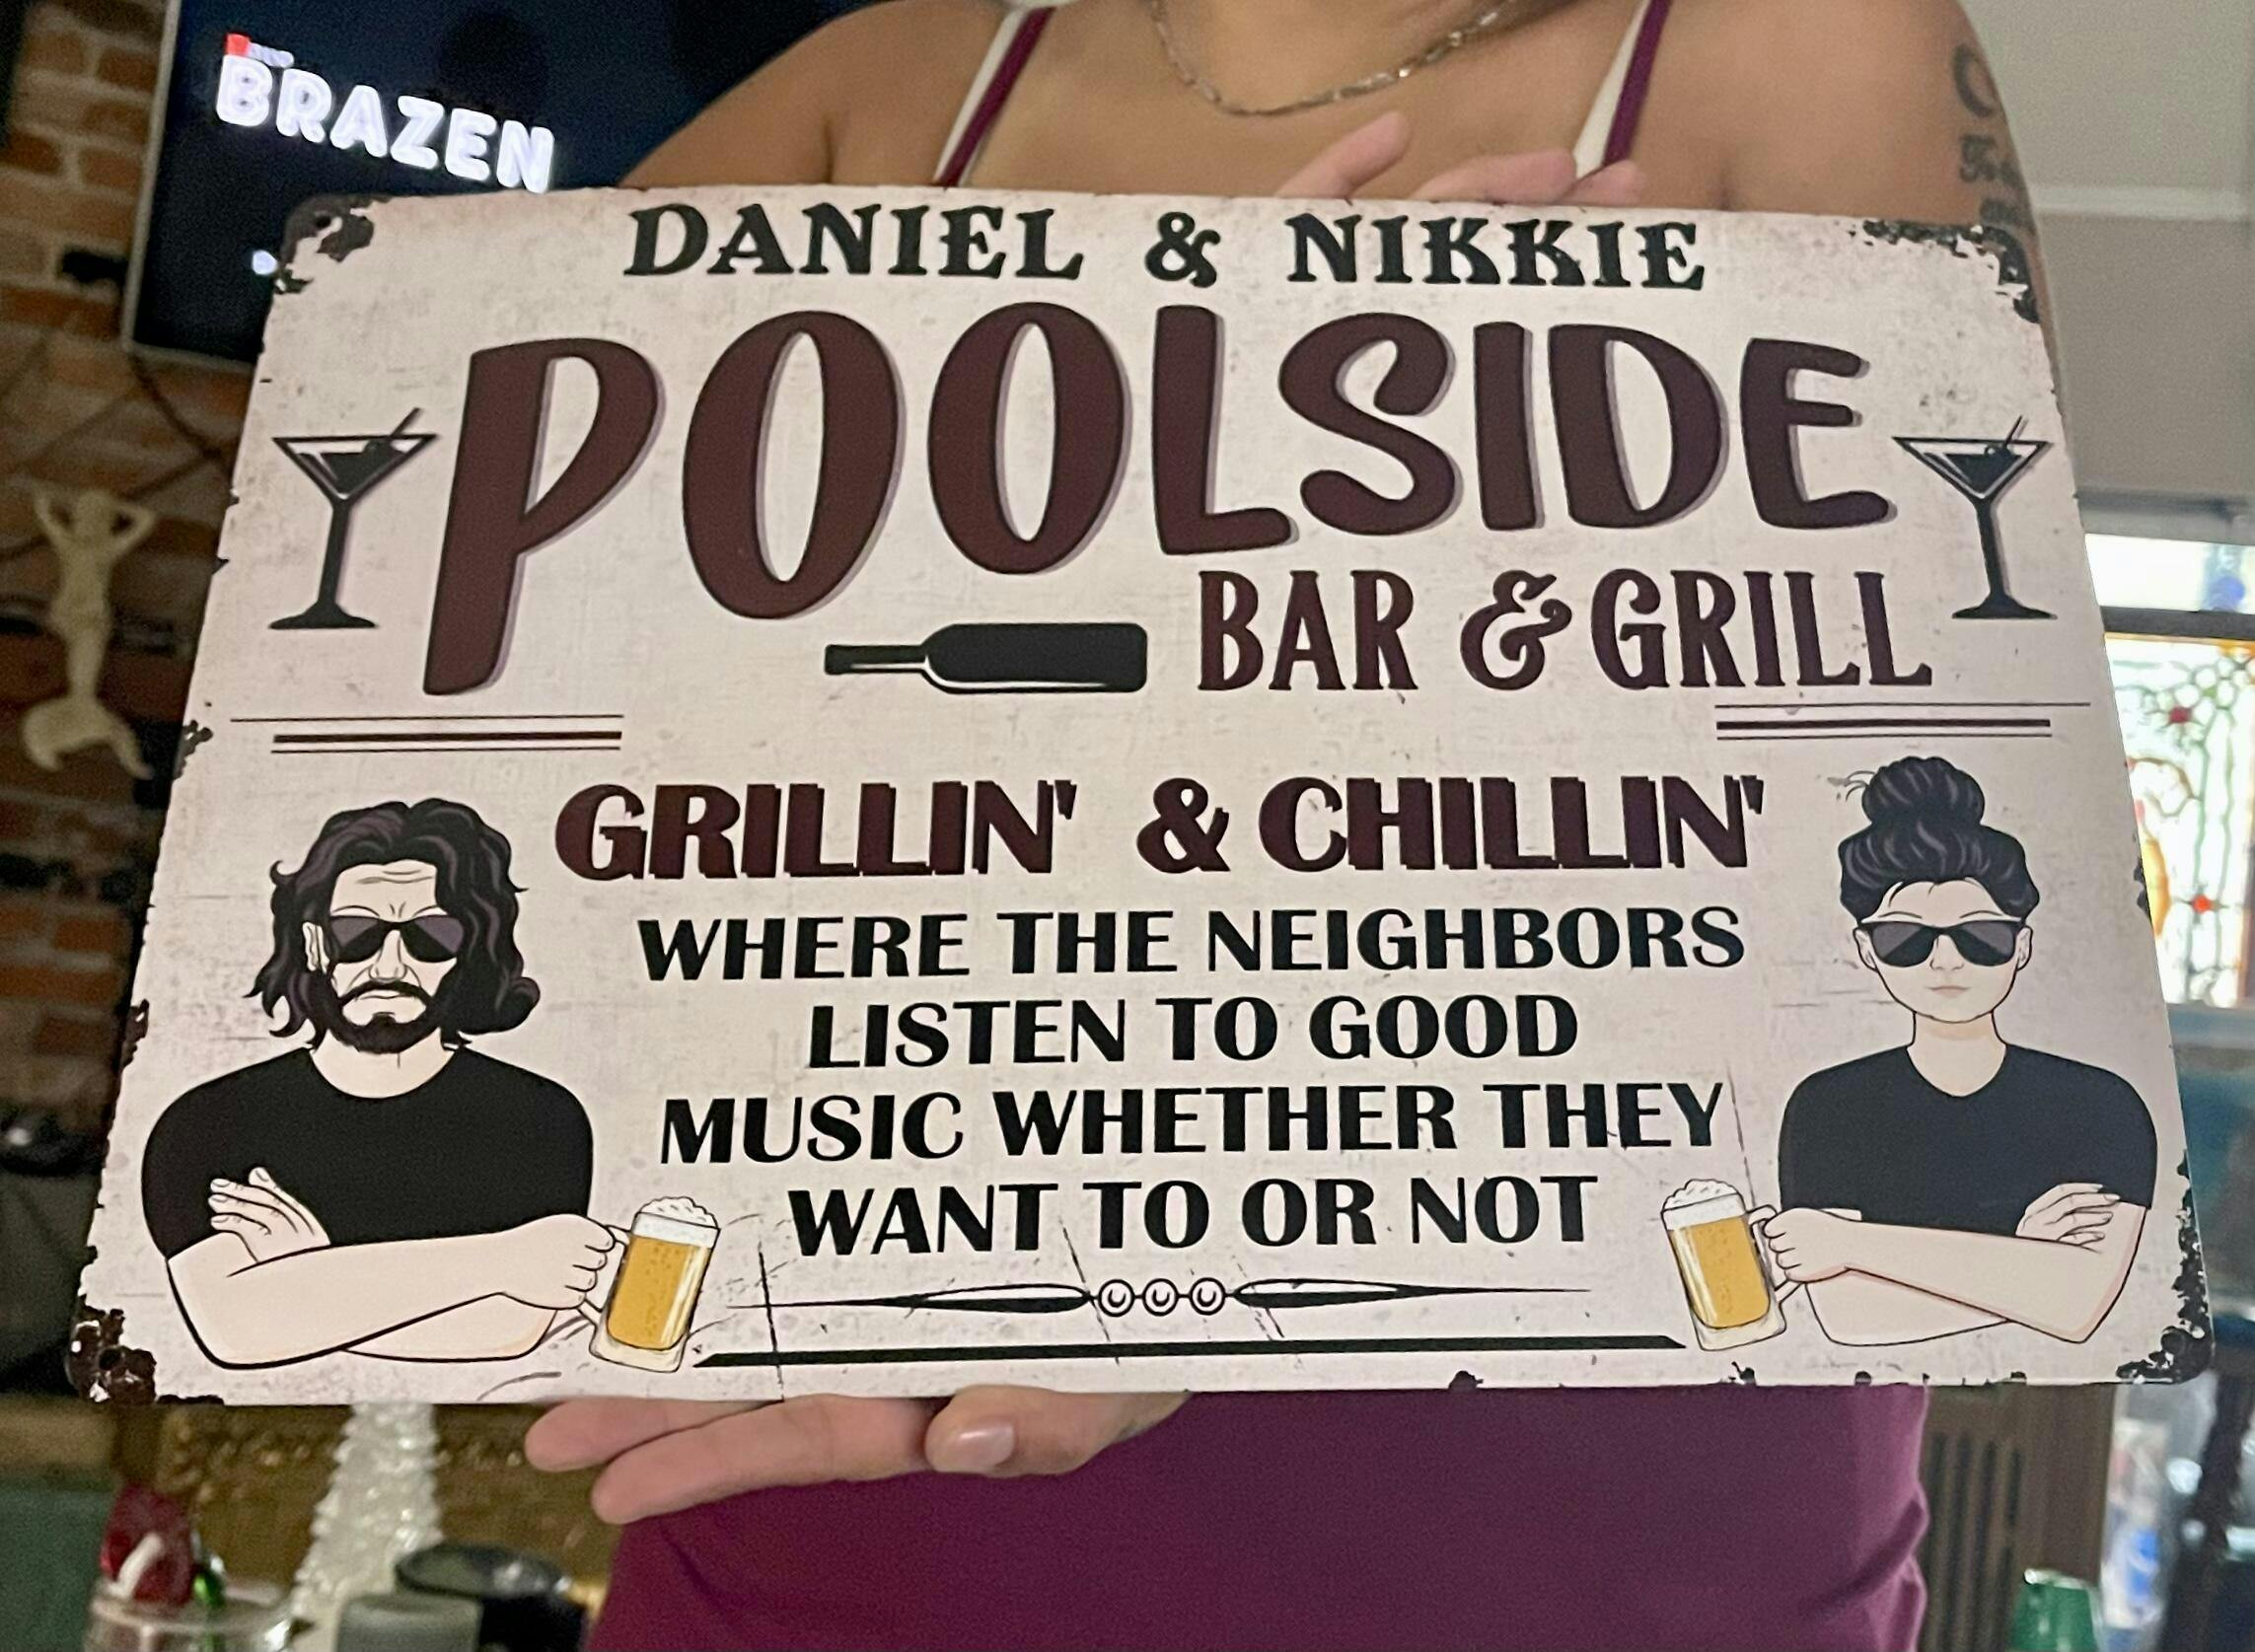 BRAZEN
DANIEL & NIKKIE
POOLSIDE
BAR & GRILL
GRILLIN' & CHILLIN'
WHERE THE NEIGHBORS
LISTEN TO GOOD
MUSIC WHETHER THEY
WANT TO OR NOT